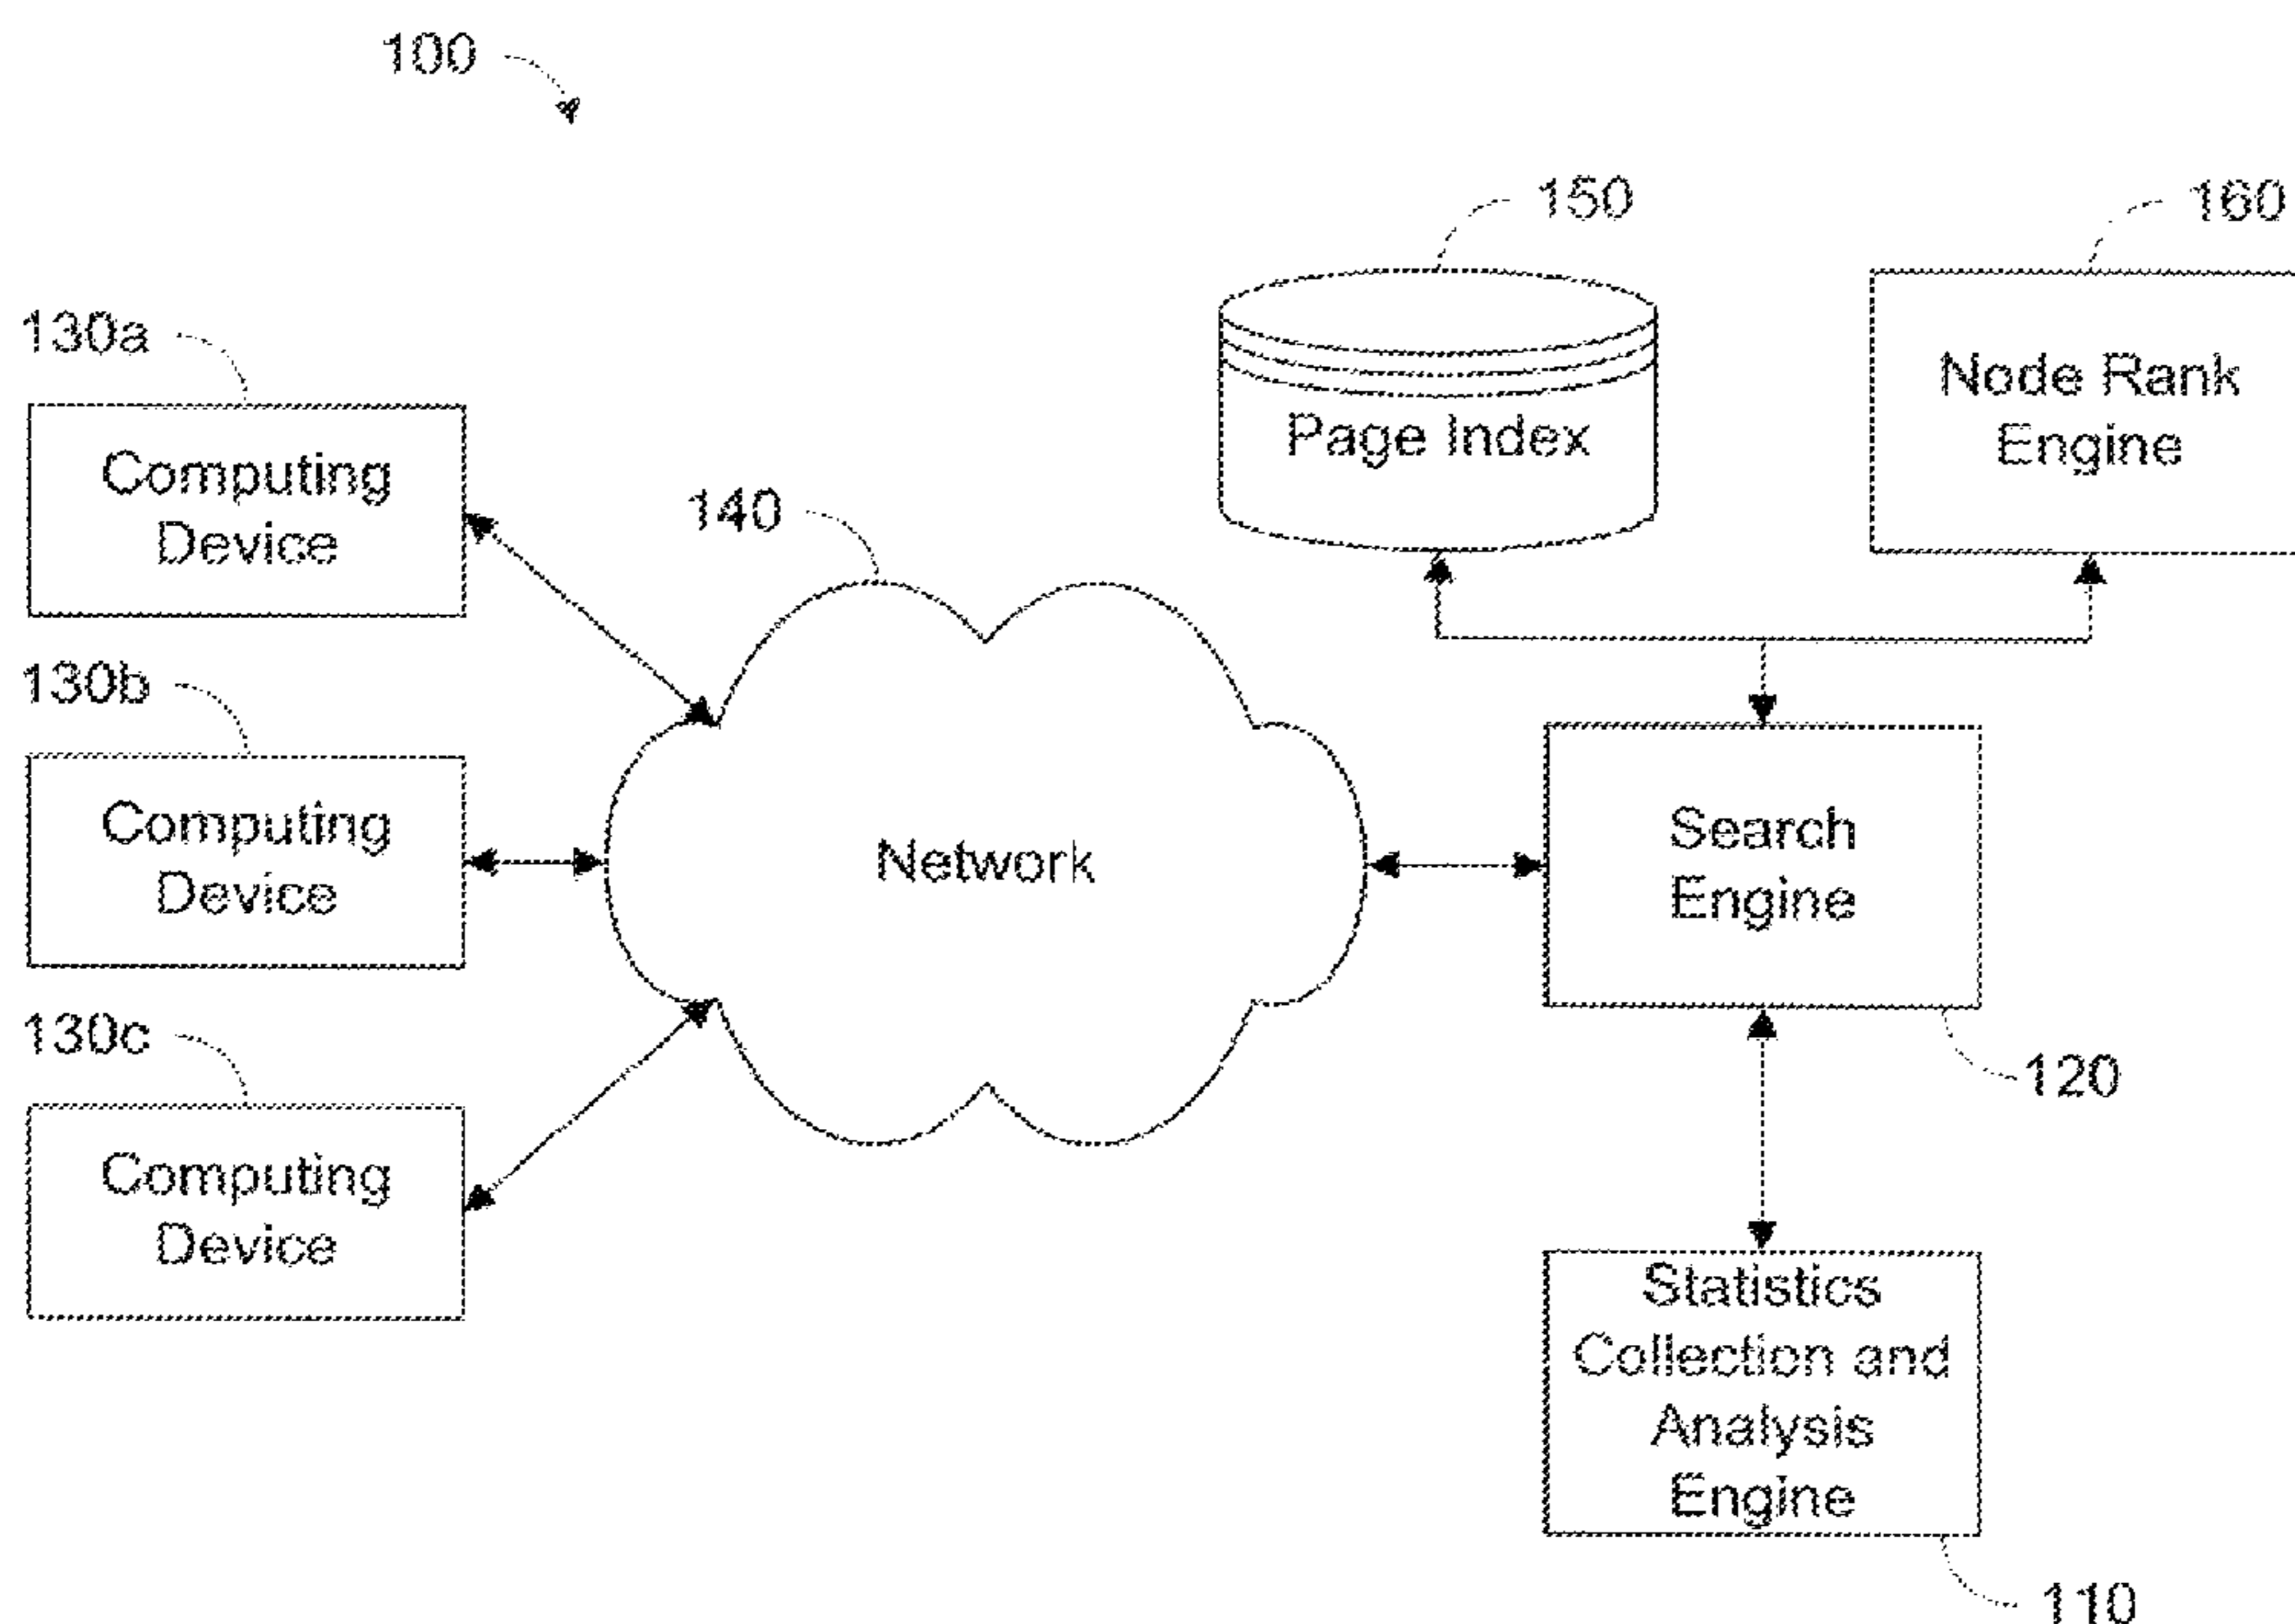 100
150
160
130a
Computing
Device
Page Index
Node Rank
Engine
140
130b
Computing
Device
Network
Search
Engine
120
130c
Computing
Device
Statistics
Collection and
Analysis
Engine
110